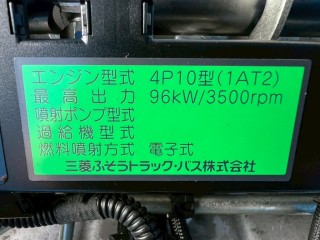 エンジン型式 4P10型(1AT2)
最高出力 96kW/3500rpm
噴射ポンプ型式
過給機型式
燃料噴射方式 電子式
三菱ふそうトラック・バス株式会社